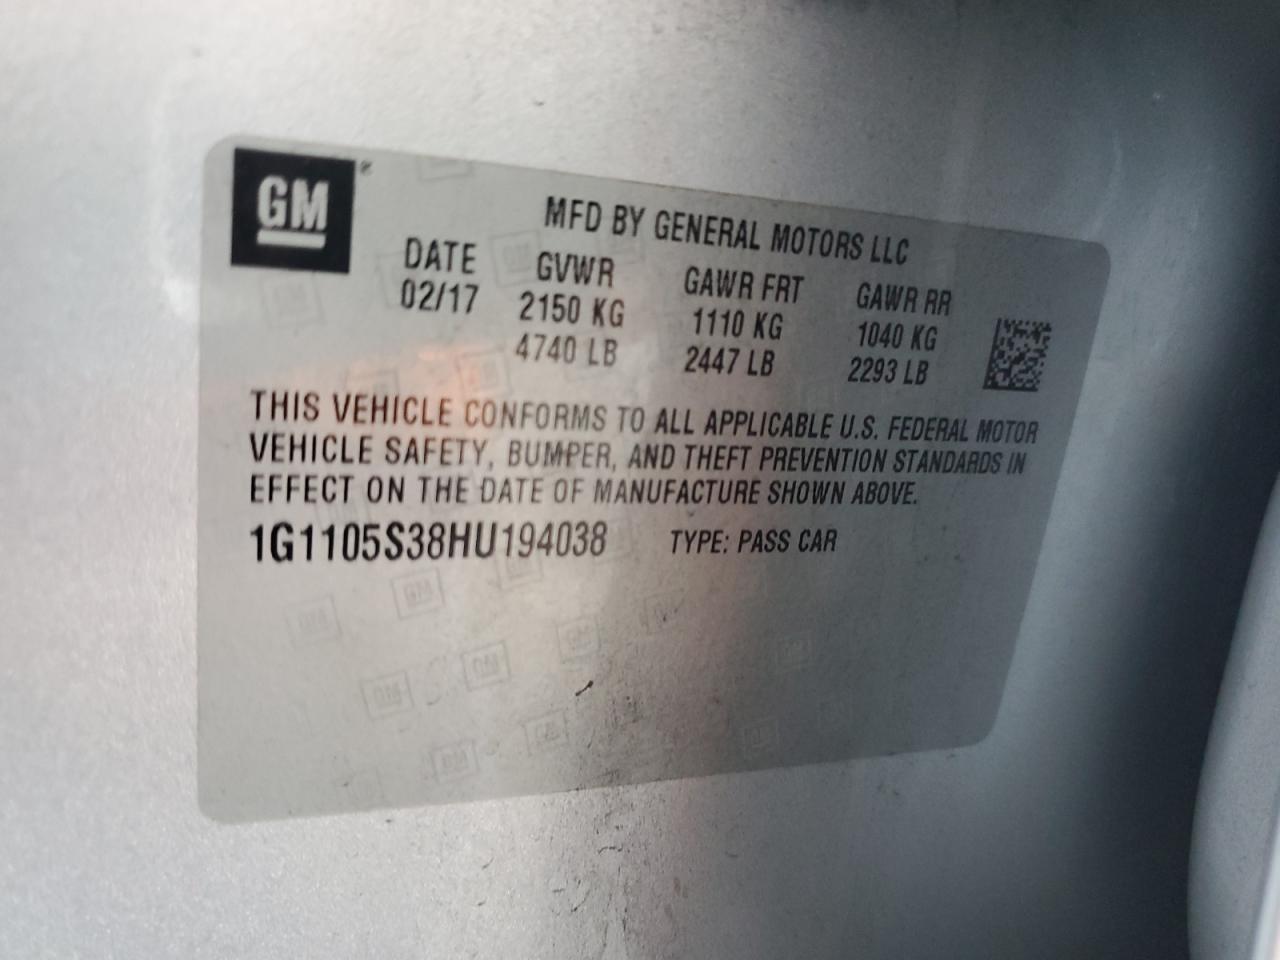 GM
MFD BY GENERAL MOTORS LLC
DATE GVWR GAWR FRT GAWR RR
02/17 2150 KG 1110 KG 1040 KG
4740 LB 2447 LB 2293 LB
THIS VEHICLE CONFORMS TO ALL APPLICABLE U.S. FEDERAL MOTOR
VEHICLE SAFETY, BUMPER, AND THEFT PREVENTION STANDARDS IN
EFFECT ON THE DATE OF MANUFACTURE SHOWN ABOVE.
1G1105S38HU194038 TYPE: PASS CAR